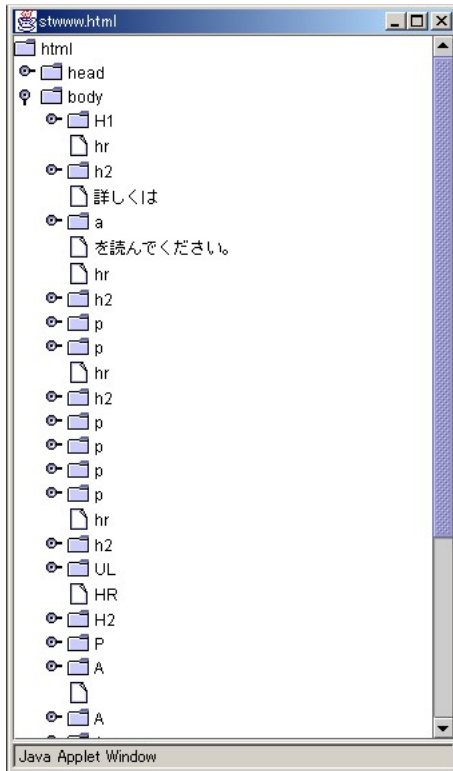 stwww.html
html
head
body
H1
hr
h2
詳しくは
a
を読んでください。
hr
h2
p
p
hr
h2
p
p
p
p
hr
h2
UL
HR
H2
P
A
A
Java Applet Window